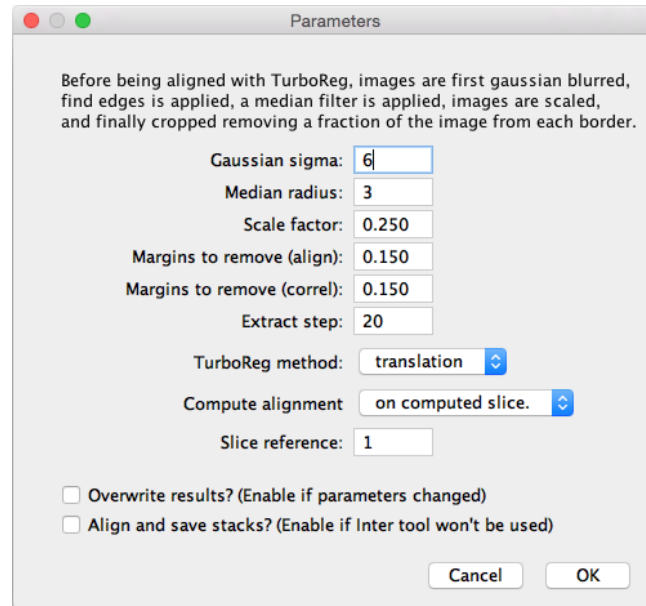 Parameters
Before being aligned with TurboReg, images are first gaussian blurred,
find edges is applied, a median filter is applied, images are scaled,
and finally cropped removing a fraction of the image from each border.
Gaussian sigma: 6
Median radius: 3
Scale factor: 0.250
Margins to remove (align): 0.150
Margins to remove (correl): 0.150
Extract step: 20
TurboReg method: translation
Compute alignment on computed slice.
Slice reference: 1
Overwrite results? (Enable if parameters changed)
Align and save stacks? (Enable if Inter tool won't be used)
Cancel OK